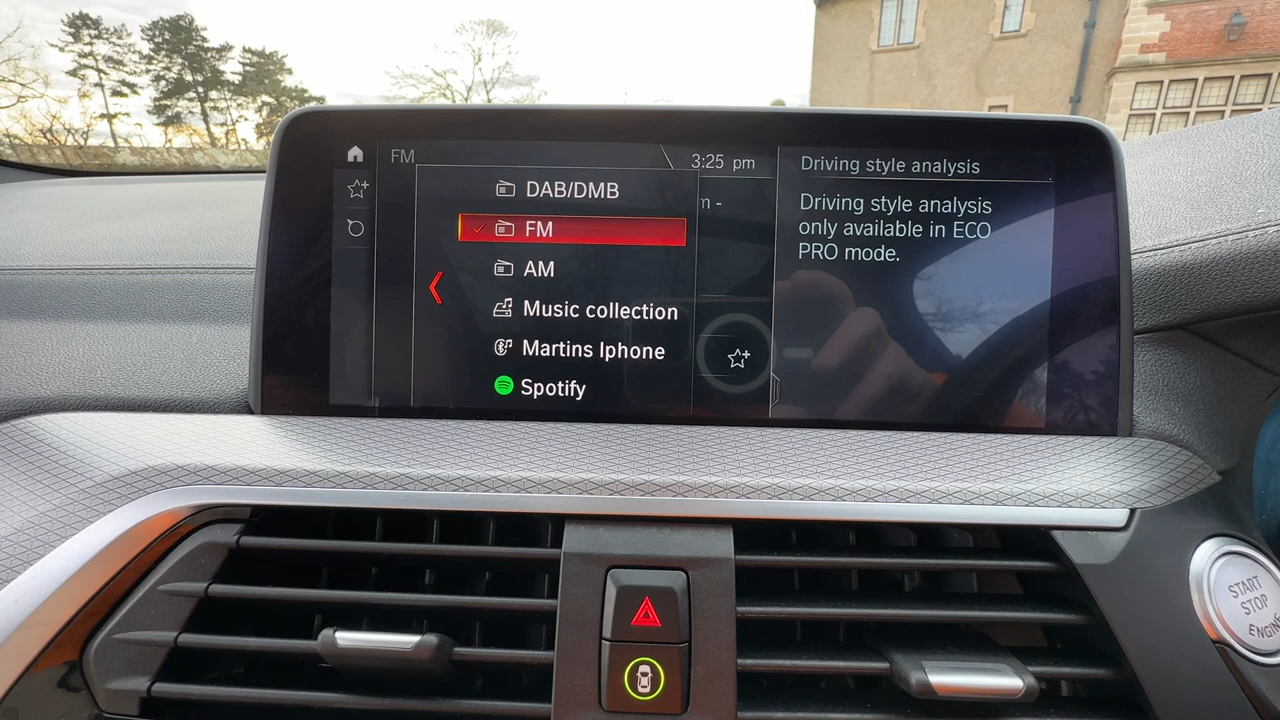 FM
3:25 pm
DAB/DMB
FM
AM
Music collection
Martins Iphone
Spotify
m -
Driving style analysis
Driving style analysis
only available in ECO
PRO mode.
START
STOP
ENGINE